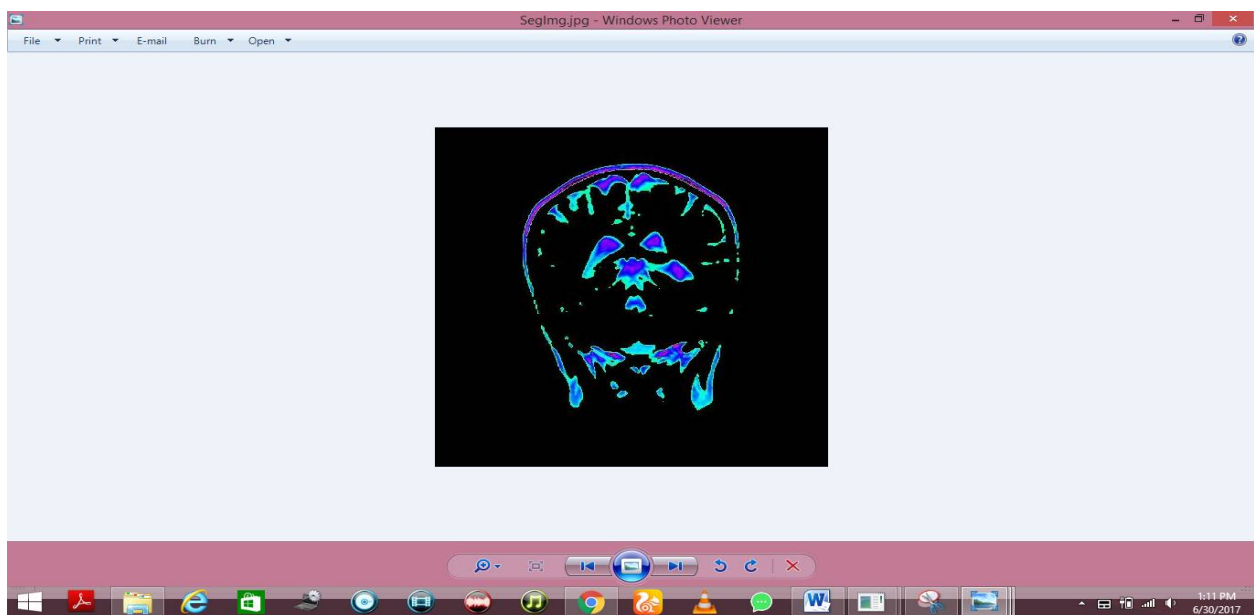 SegImg.jpg - Windows Photo Viewer
File Print E-mail Burn Open
1:11 PM
6/30/2017